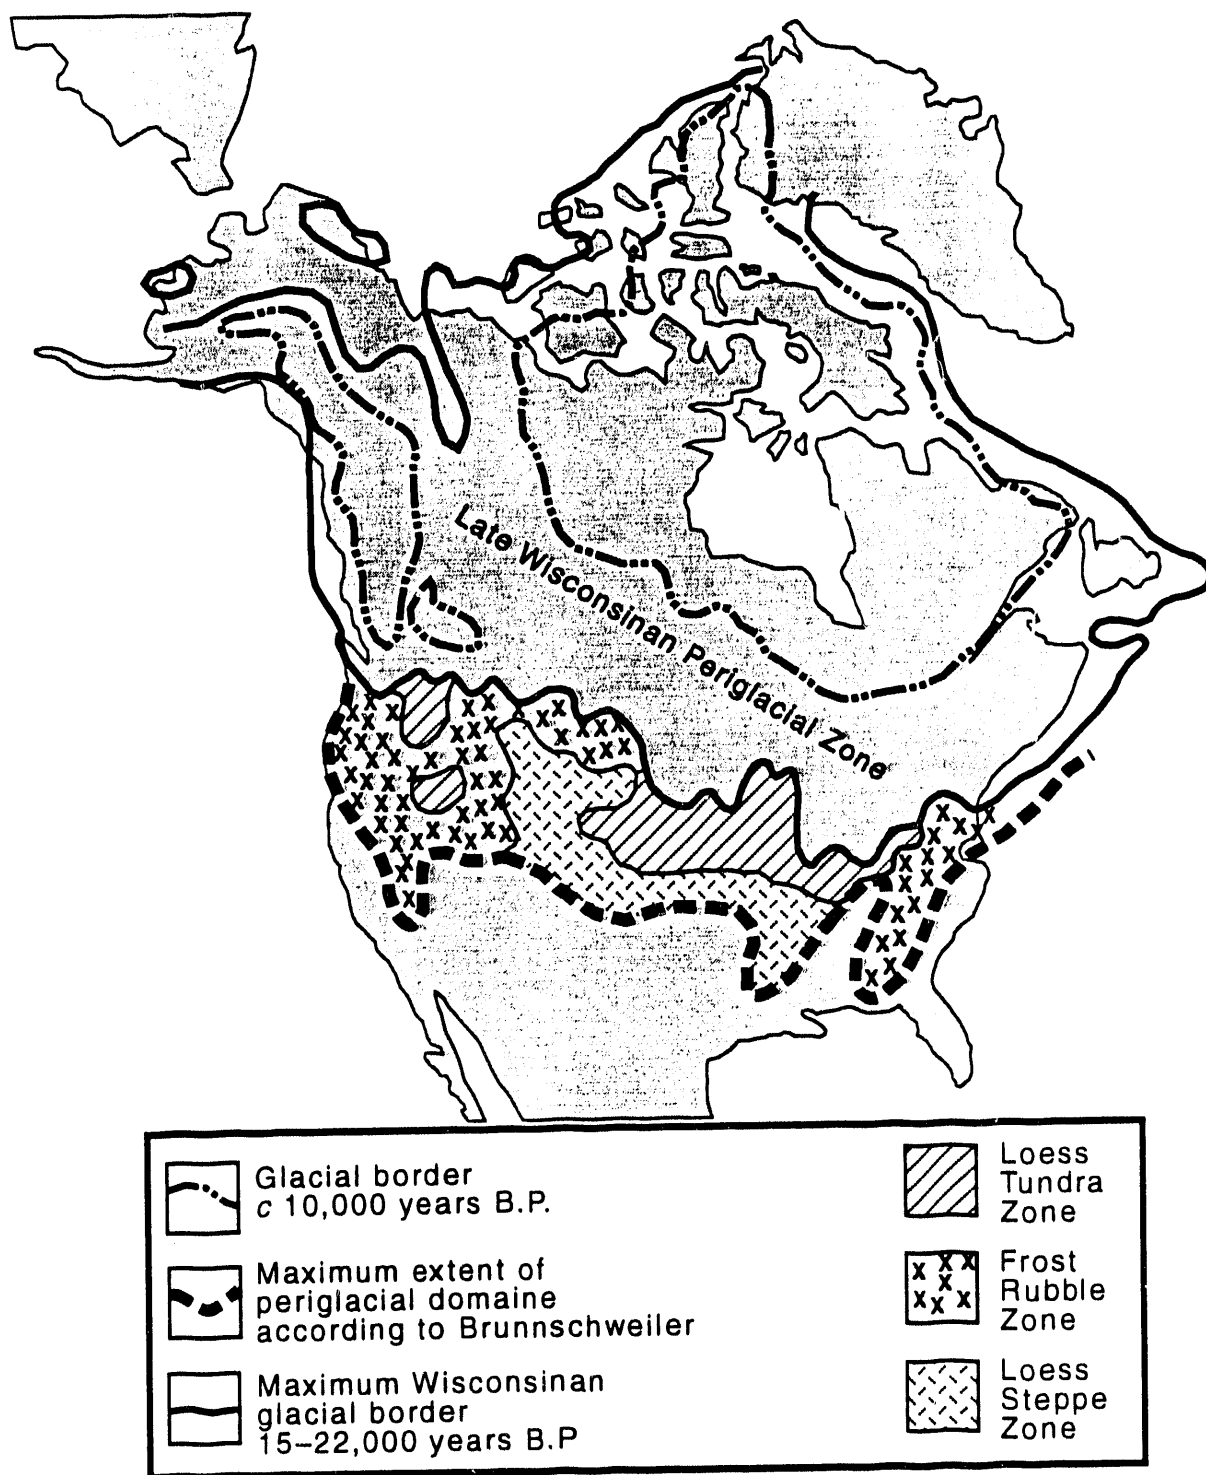 Late Wisconsinan Periglacial Zone
Glacial border
c 10,000 years B.P.
Maximum extent of
periglacial domaine
according to Brunnschweiler
Maximum Wisconsinan
glacial border
15–22,000 years B.P
Loess
Tundra
Zone
Frost
Rubble
Zone
Loess
Steppe
Zone